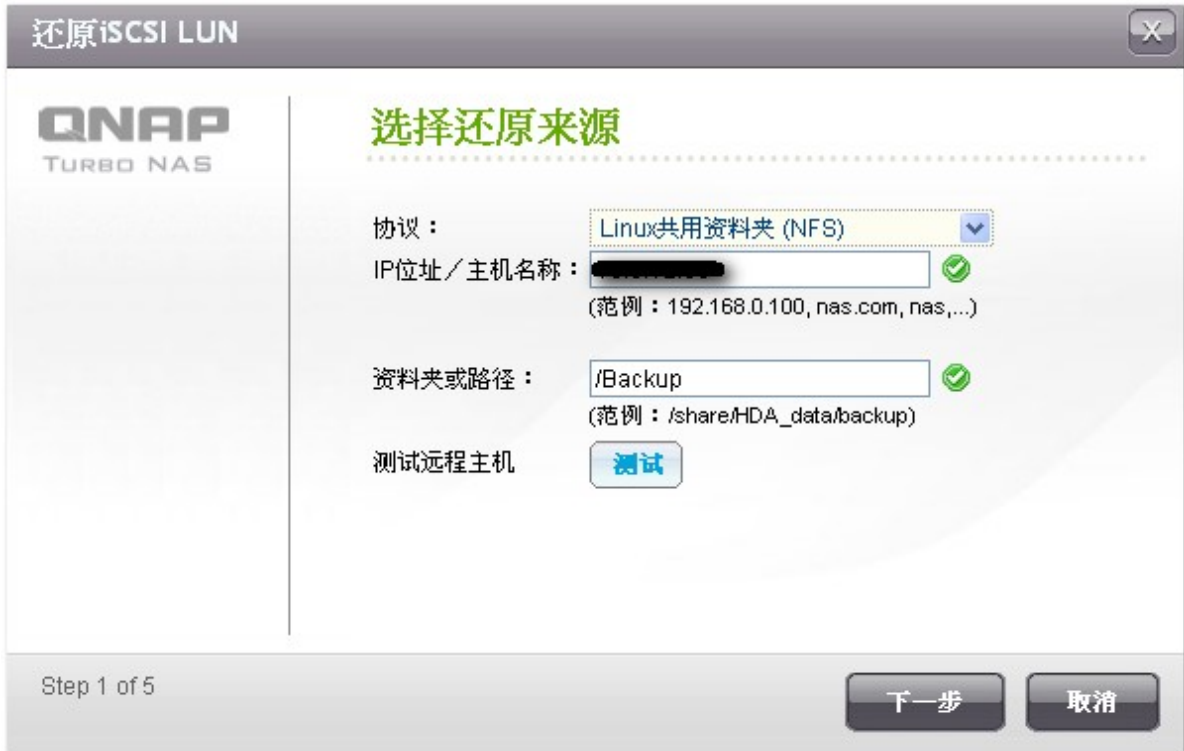 还原iSCSI LUN
X
QNAP
TURBO NAS
选择还原来源
协议：
Linux共用资料夹 (NFS)
IP位址／主机名称：
(范例：192.168.0.100, nas.com, nas,...)
资料夹或路径：
/Backup
(范例：/share/HDA_data/backup)
测试远程主机
测试
Step 1 of 5
下一步
取消